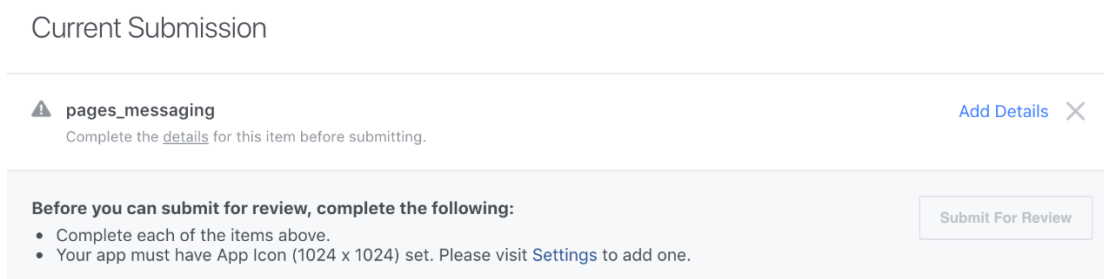 Current Submission
pages_messaging
Add Details
Complete the details for this item before submitting.
Before you can submit for review, complete the following:
Submit For Review
• Complete each of the items above.
• Your app must have App Icon (1024 x 1024) set. Please visit Settings to add one.